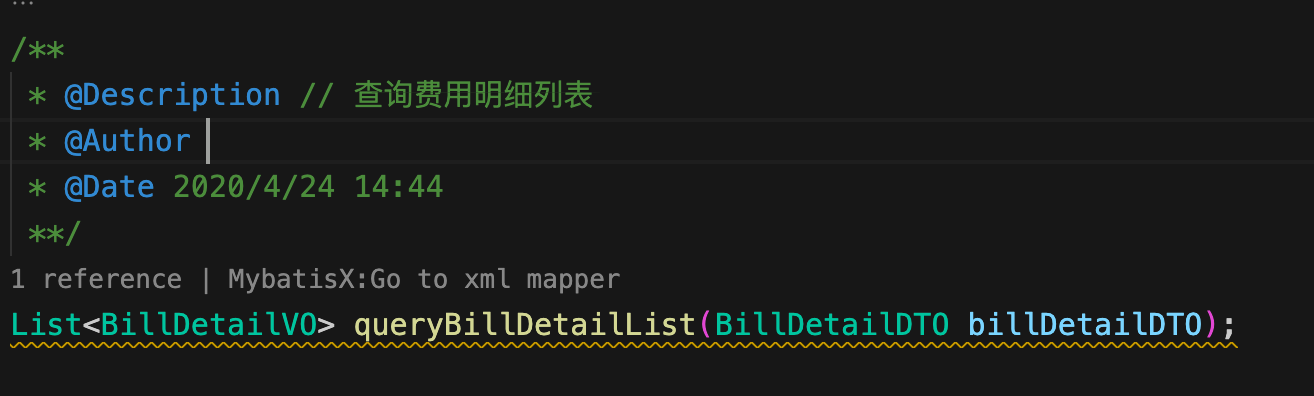 ...
/**
* @Description // 查询费用明细列表
* @Author
* @Date 2020/4/24 14:44
**/
1 reference | MybatisX:Go to xml mapper
List<BillDetailVO> queryBillDetailList(BillDetailDTO billDetailDTO);